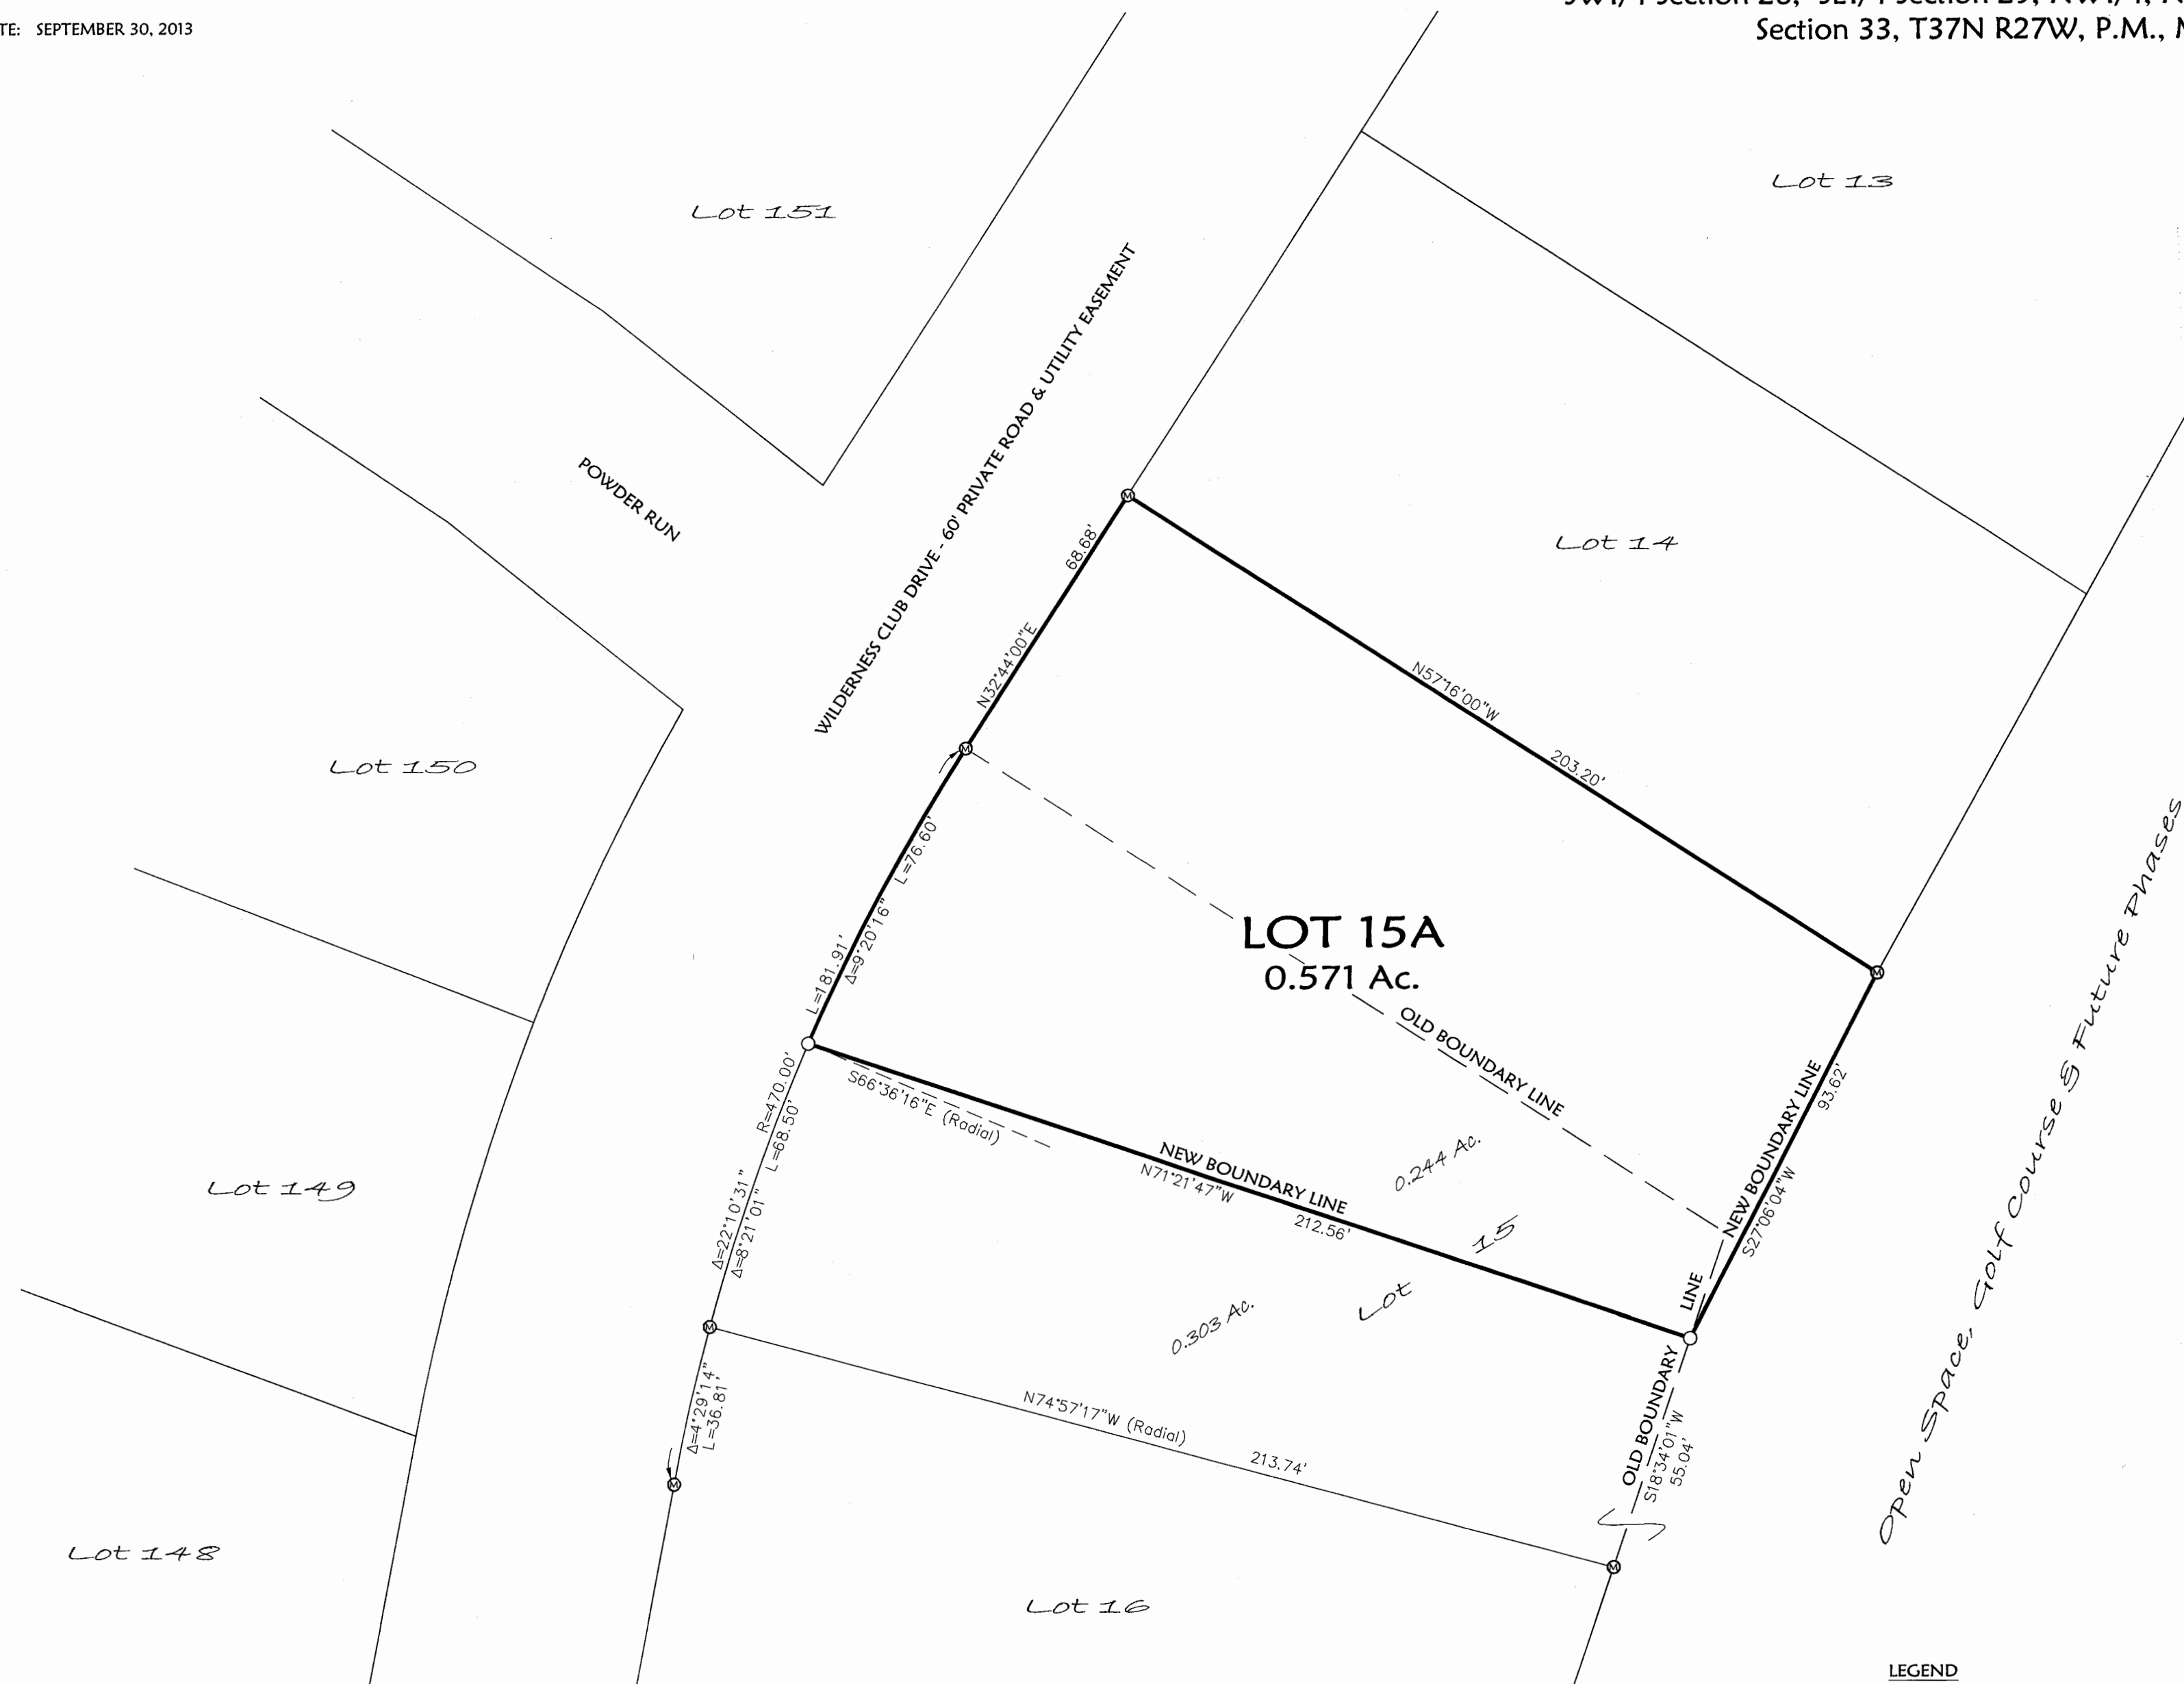 TE: SEPTEMBER 30, 2013
Section 33, T37N R27W, P.M.,
Lot 151
Lot 13
WILDERNESS CLUB DRIVE - 60' PRIVATE ROAD & UTILITY EASEMENT
POWDER RUN
Lot 14
68.68'
N32°44'00"E
N57°16'00"W
203.20'
Lot 150
L=76.60'
Δ=9°20'16"
L=181.91'
LOT 15A
0.571 Ac.
OLD BOUNDARY LINE
Open Space, Golf Course & Future Phases
R=470.00'
L=68.50'
S66°36'16"E (Radial)
NEW BOUNDARY LINE
N71°21'47"W
212.56'
0.244 Ac.
NEW BOUNDARY LINE
93.62'
S27°06'04"W
Lot 149
Δ=22°10'31"
Δ=8°21'01"
Lot 15
0.303 Ac.
OLD BOUNDARY LINE
S18°34'01"W
55.04'
Δ=4°29'14"
L=36.81'
N74°57'17"W (Radial)
213.74'
Lot 148
Lot 16
LEGEND